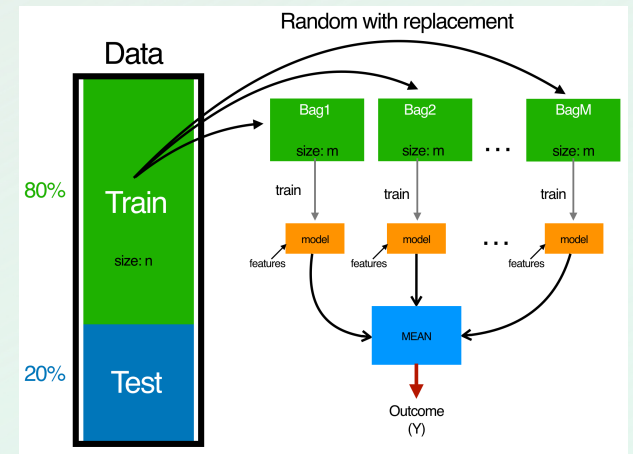 Random with replacement
Data
80%
Train
size: n
20%
Test
Bag1
size: m
Bag2
size: m
...
BagM
size: m
train
train
train
model
features
model
features
...
model
features
MEAN
Outcome
(Y)